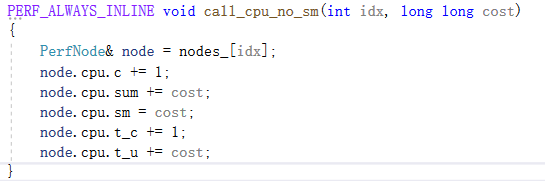 PERF_ALWAYS_INLINE void call_cpu_no_sm(int idx, long long cost)
{
    PerfNode& node = nodes_[idx];
    node.cpu.c += 1;
    node.cpu.sum += cost;
    node.cpu.sm = cost;
    node.cpu.t_c += 1;
    node.cpu.t_u += cost;
}